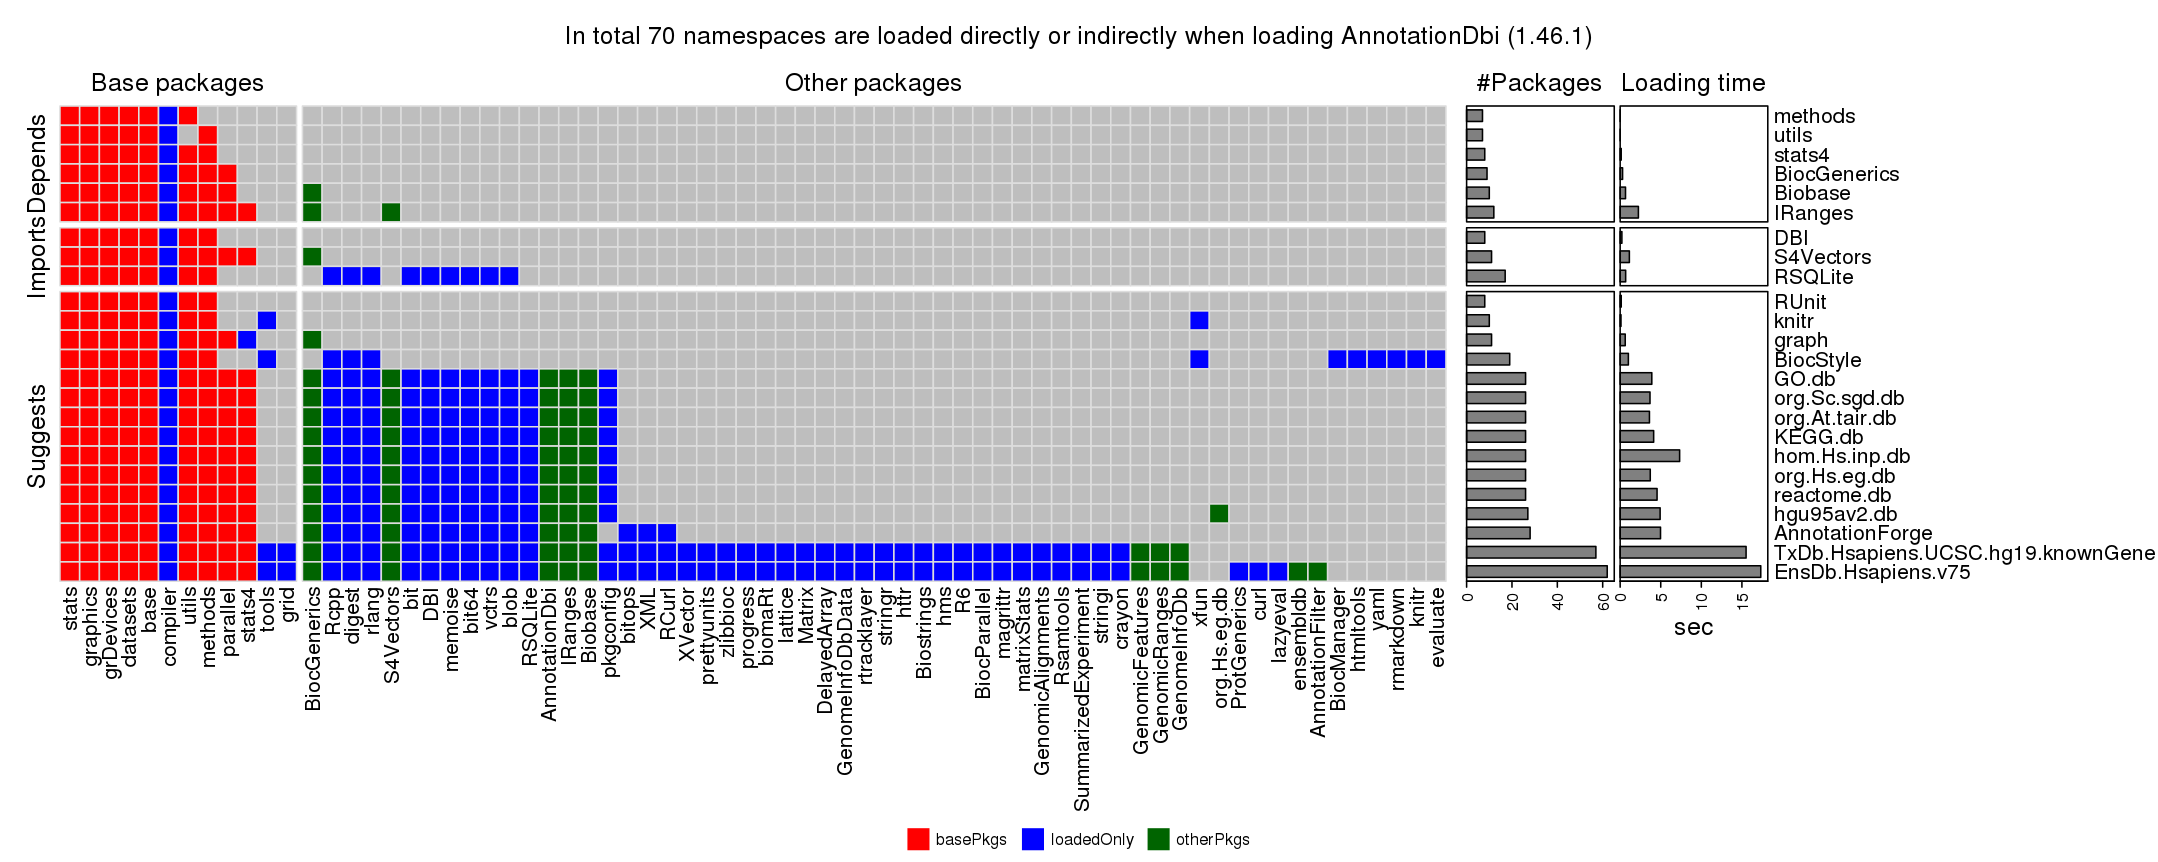 In total 70 namespaces are loaded directly or indirectly when loading AnnotationDbi (1.46.1)
Base packages
Other packages
#Packages
Loading time
Depends
Imports
Suggests
methods
utils
stats4
BiocGenerics
Biobase
IRanges
DBI
S4Vectors
RSQLite
RUnit
knitr
graph
BiocStyle
GO.db
org.Sc.sgd.db
org.At.tair.db
KEGG.db
hom.Hs.inp.db
org.Hs.eg.db
reactome.db
hgu95av2.db
AnnotationForge
TxDb.Hsapiens.UCSC.hg19.knownGene
EnsDb.Hsapiens.v75
stats
graphics
grDevices
datasets
base
compiler
utils
methods
parallel
stats4
tools
grid
BiocGenerics
Rcpp
digest
rlang
S4Vectors
bit
DBI
memoise
bit64
vctrs
blob
RSQLite
AnnotationDbi
IRanges
Biobase
pkgconfig
bitops
XML
RCurl
XVector
prettyunits
zlibbioc
progress
biomaRt
lattice
Matrix
DelayedArray
GenomeInfoDbData
rtracklayer
stringr
httr
Biostrings
hms
R6
BiocParallel
magrittr
matrixStats
GenomicAlignments
Rsamtools
SummarizedExperiment
stringi
crayon
GenomicFeatures
GenomicRanges
GenomeInfoDb
xfun
org.Hs.eg.db
ProtGenerics
curl
lazyeval
ensembldb
AnnotationFilter
BiocManager
htmltools
yaml
rmarkdown
knitr
evaluate
0
20
40
60
0
5
10
15
sec
basePkgs
loadedOnly
otherPkgs